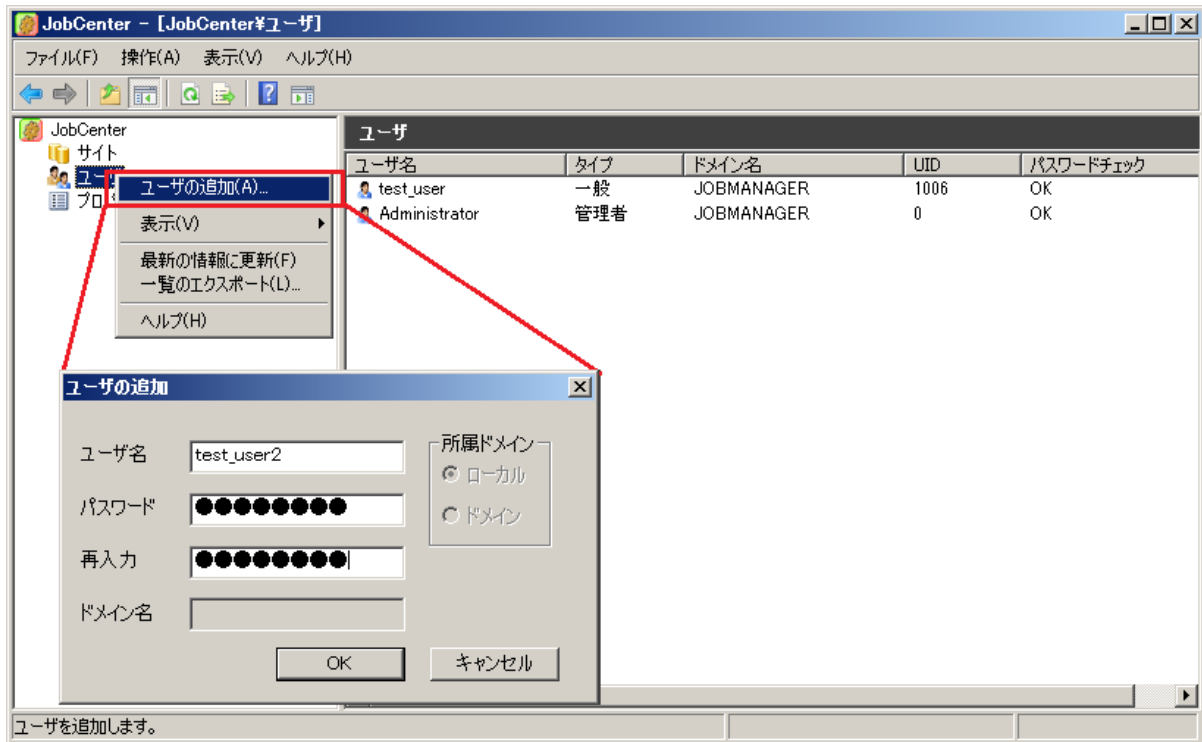 JobCenter - [JobCenter¥ユーザ]
ファイル(F) 操作(A) 表示(V) ヘルプ(H)
JobCenter
サイト
ユーザの追加(A)...
表示(V)
最新の情報に更新(F)
一覧のエクスポート(L)...
ヘルプ(H)
ユーザ
ユーザ名 タイプ ドメイン名 UID パスワードチェック
test_user 一般 JOBMANAGER 1006 OK
Administrator 管理者 JOBMANAGER 0 OK
ユーザの追加
ユーザ名 test_user2
パスワード ●●●●●●●●
再入力 ●●●●●●●●
ドメイン名
所属ドメイン
ローカル
ドメイン
OK キャンセル
ユーザを追加します。